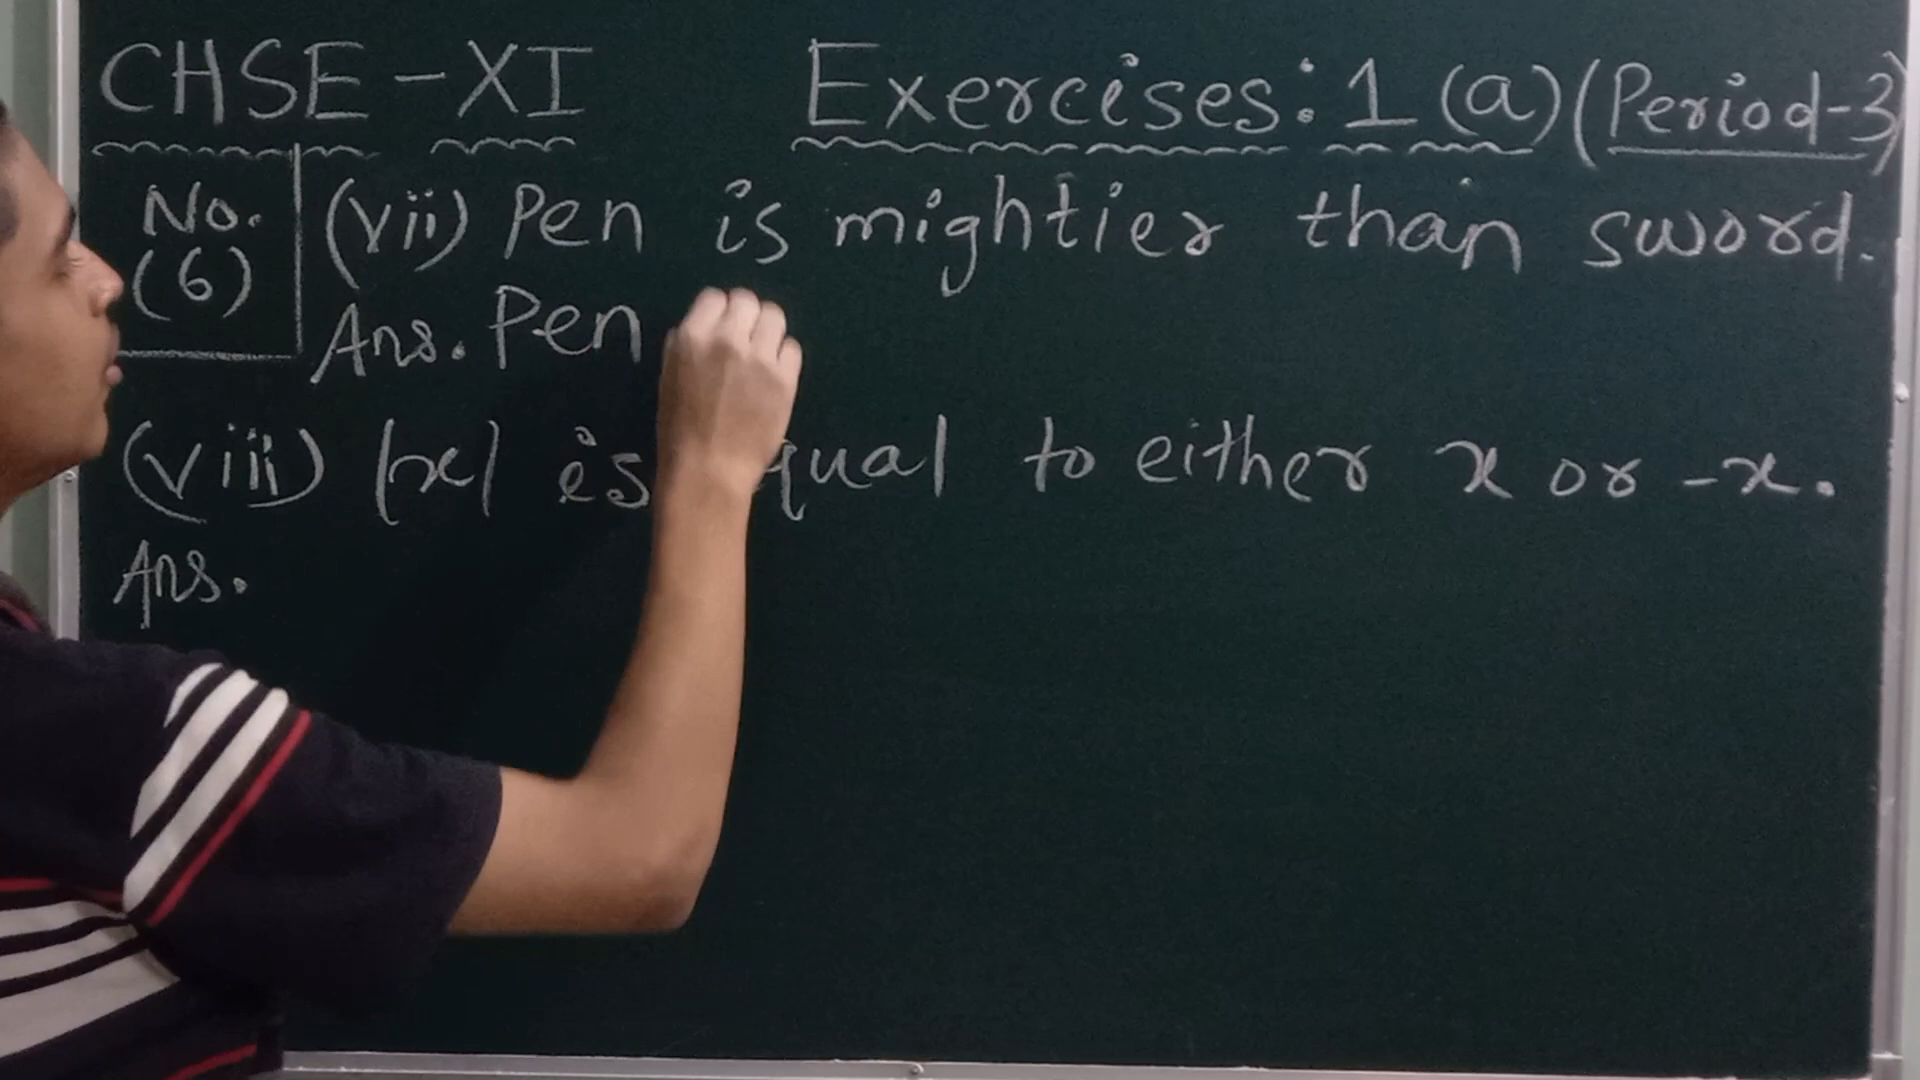 CHSE-XI Exercises: 1 (a) (Period-3)
No. (6)
(vii) Pen is mightier than sword.
Ans. Pen
(viii) |x| is equal to either x or -x.
Ans.